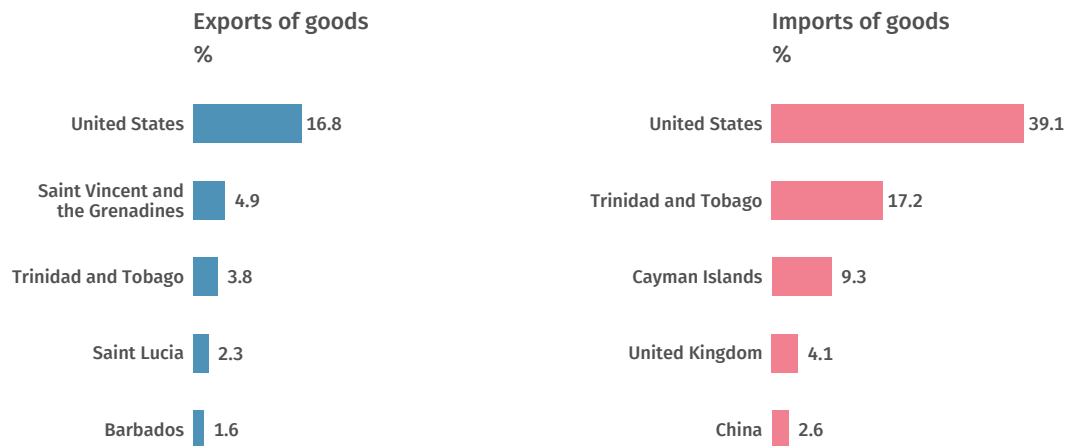 Exports of goods
%
United States 16.8
Saint Vincent and
the Grenadines 4.9
Trinidad and Tobago 3.8
Saint Lucia 2.3
Barbados 1.6
Imports of goods
%
United States 39.1
Trinidad and Tobago 17.2
Cayman Islands 9.3
United Kingdom 4.1
China 2.6